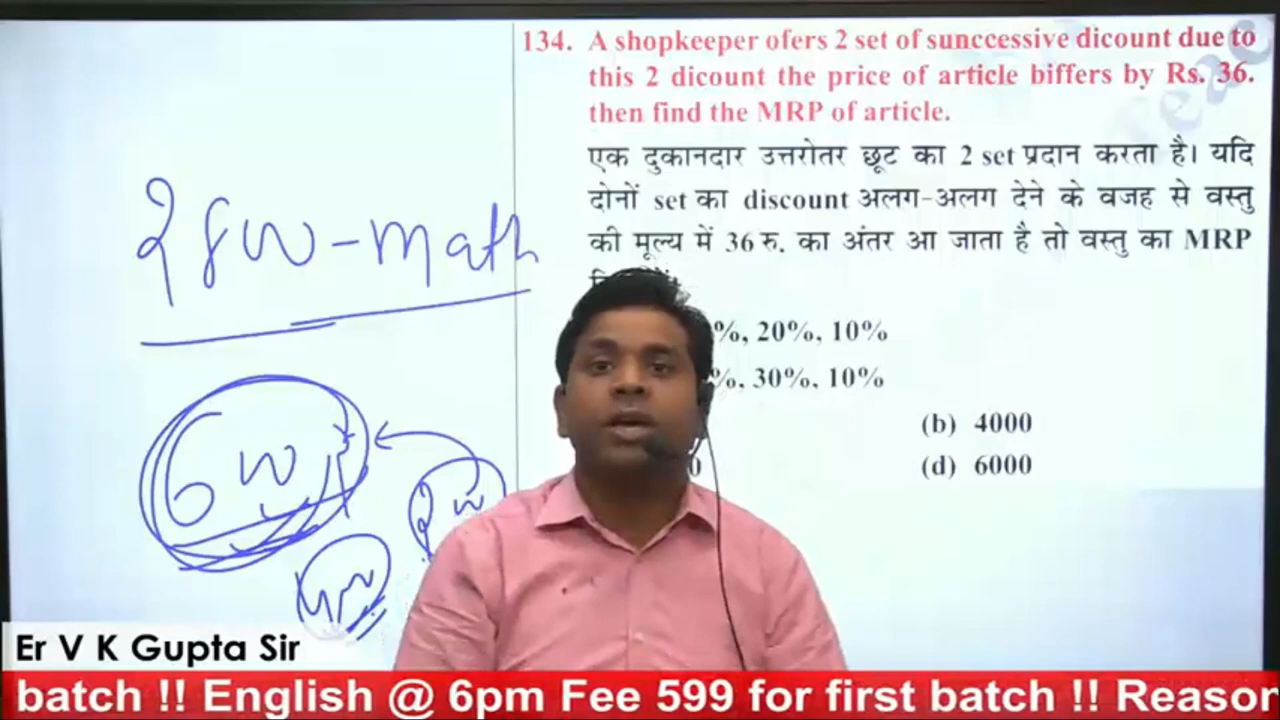 134. A shopkeeper ofers 2 set of sunccessive dicount due to
this 2 dicount the price of article biffers by Rs. 36.
then find the MRP of article.
एक दुकानदार उत्तरोतर छूट का 2 set प्रदान करता है। यदि
दोनों set का discount अलग-अलग देने के वजह से वस्तु
की मूल्य में 36 रु. का अंतर आ जाता है तो वस्तु का MRP
%, 20%, 10%
%, 30%, 10%
(b) 4000
0 (d) 6000
28W-math
6w
2w
Er V K Gupta Sir
batch !! English @ 6pm Fee 599 for first batch !! Reason